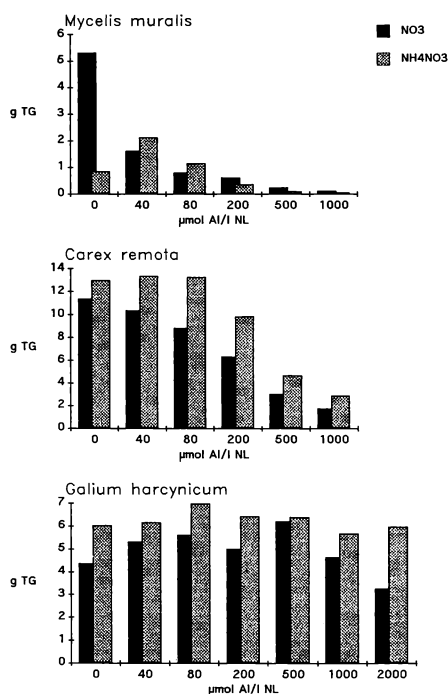 Mycelis muralis
NO3
NH4NO3
6
5
4
g TG
3
2
1
0
0 40 80 200 500 1000
µmol Al/l NL
Carex remota
14
12
10
8
g TG
6
4
2
0
0 40 80 200 500 1000
µmol Al/l NL
Galium harcynicum
7
6
5
4
g TG
3
2
1
0
0 40 80 200 500 1000 2000
µmol Al/l NL